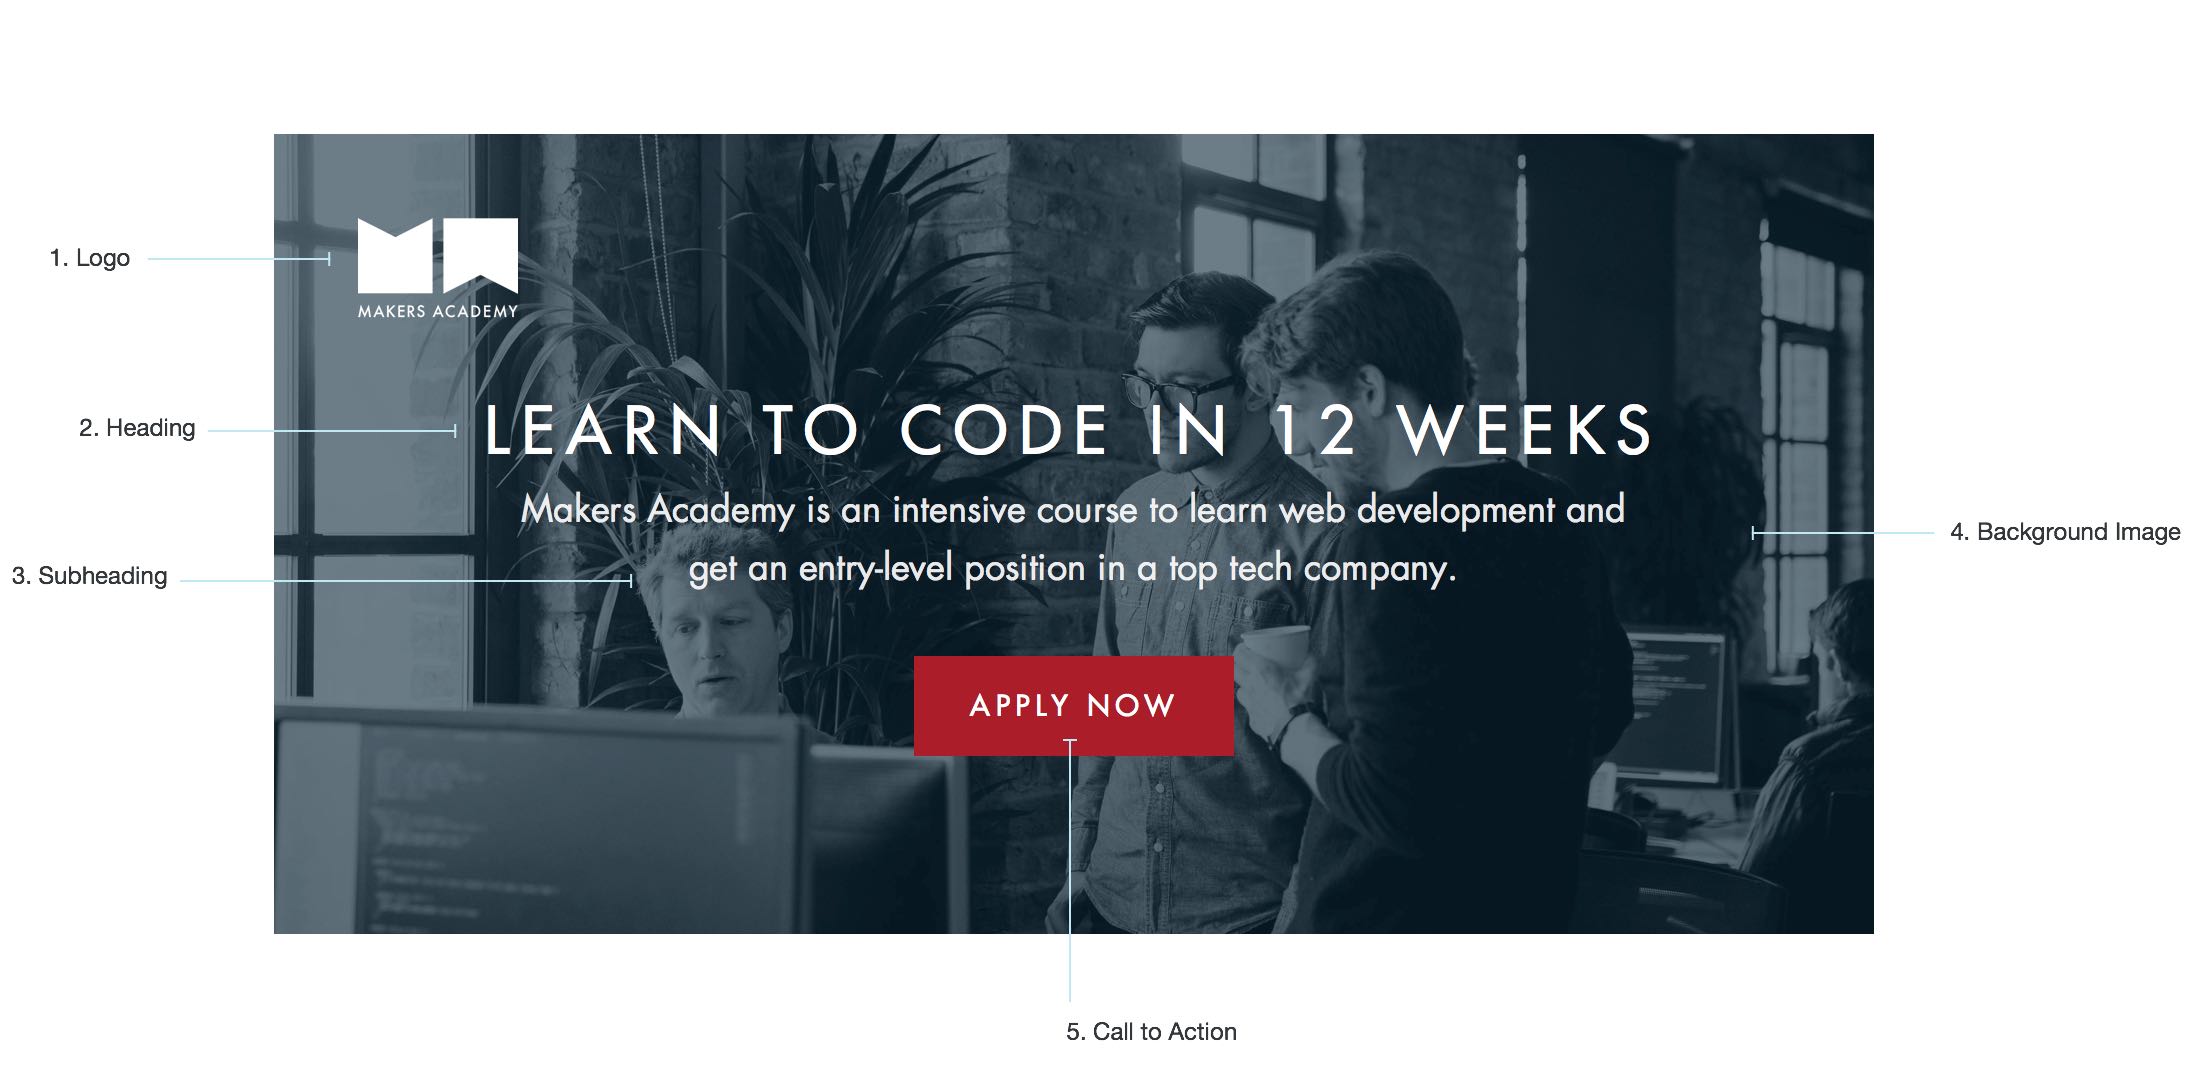 1. Logo
MAKERS ACADEMY
2. Heading
LEARN TO CODE IN 12 WEEKS
Makers Academy is an intensive course to learn web development and
get an entry-level position in a top tech company.
3. Subheading
4. Background Image
APPLY NOW
5. Call to Action